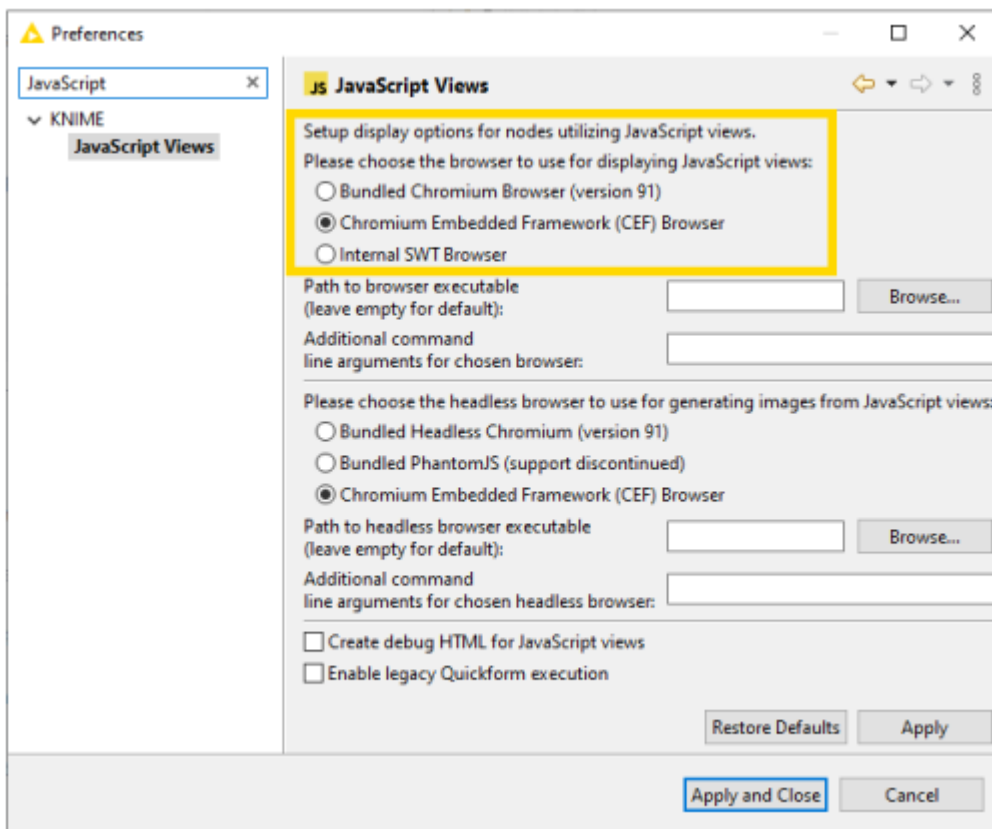 Preferences
JavaScript
KNIME
JavaScript Views
JS JavaScript Views
Setup display options for nodes utilizing JavaScript views.
Please choose the browser to use for displaying JavaScript views:
Bundled Chromium Browser (version 91)
Chromium Embedded Framework (CEF) Browser
Internal SWT Browser
Path to browser executable
(leave empty for default):
Browse...
Additional command
line arguments for chosen browser:
Please choose the headless browser to use for generating images from JavaScript views:
Bundled Headless Chromium (version 91)
Bundled PhantomJS (support discontinued)
Chromium Embedded Framework (CEF) Browser
Path to headless browser executable
(leave empty for default):
Browse...
Additional command
line arguments for chosen headless browser:
Create debug HTML for JavaScript views
Enable legacy Quickform execution
Restore Defaults
Apply
Apply and Close
Cancel